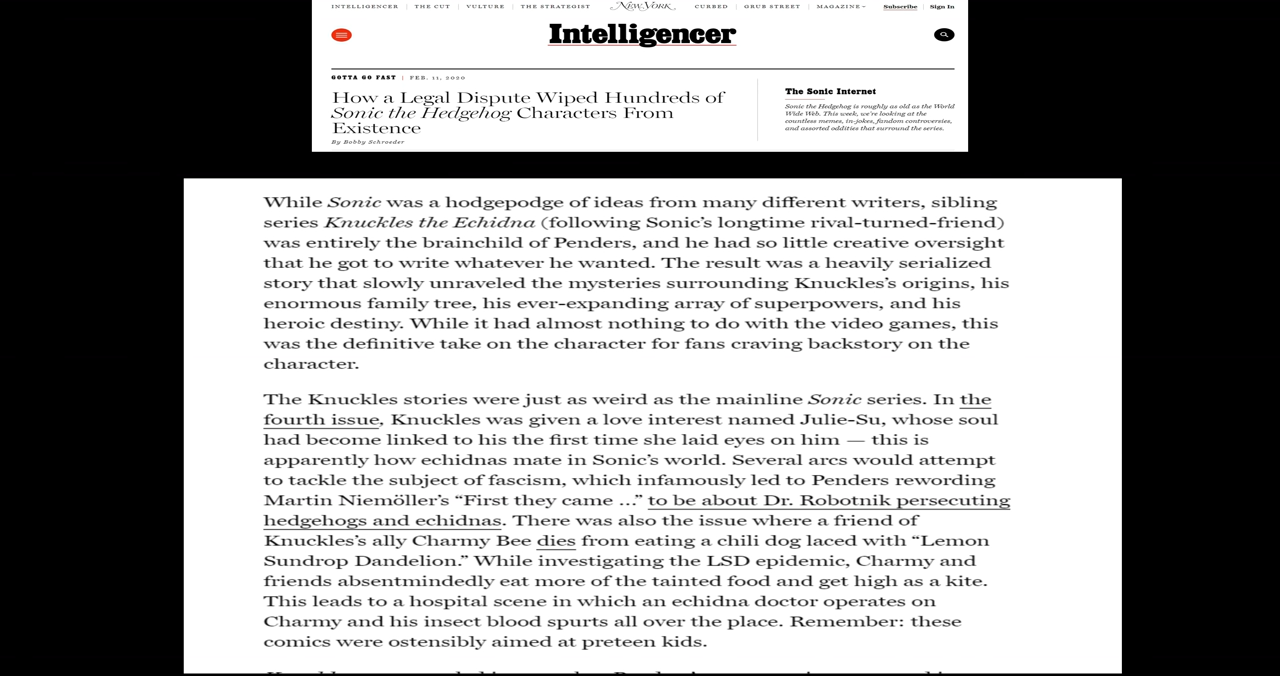 INTELLIGENCER | THE CUT | VULTURE | THE STRATEGIST NEW YORK CURBED | GRUB STREET | MAGAZINE Subscribe | Sign In
Intelligencer
GOTTA GO FAST | FEB. 11, 2020
How a Legal Dispute Wiped Hundreds of
Sonic the Hedgehog Characters From
Existence
By Bobby Schroeder
The Sonic Internet
Sonic the Hedgehog is roughly as old as the World
Wide Web. This week, we're looking at the
countless memes, in-jokes, fandom controversies,
and assorted oddities that surround the series.
While Sonic was a hodgepodge of ideas from many different writers, sibling
series Knuckles the Echidna (following Sonic's longtime rival-turned-friend)
was entirely the brainchild of Penders, and he had so little creative oversight
that he got to write whatever he wanted. The result was a heavily serialized
story that slowly unraveled the mysteries surrounding Knuckles's origins, his
enormous family tree, his ever-expanding array of superpowers, and his
heroic destiny. While it had almost nothing to do with the video games, this
was the definitive take on the character for fans craving backstory on the
character.
The Knuckles stories were just as weird as the mainline Sonic series. In the
fourth issue, Knuckles was given a love interest named Julie-Su, whose soul
had become linked to his the first time she laid eyes on him — this is
apparently how echidnas mate in Sonic's world. Several arcs would attempt
to tackle the subject of fascism, which infamously led to Penders rewording
Martin Niemöller's “First they came …” to be about Dr. Robotnik persecuting
hedgehogs and echidnas. There was also the issue where a friend of
Knuckles's ally Charmy Bee dies from eating a chili dog laced with “Lemon
Sundrop Dandelion.” While investigating the LSD epidemic, Charmy and
friends absentmindedly eat more of the tainted food and get high as a kite.
This leads to a hospital scene in which an echidna doctor operates on
Charmy and his insect blood spurts all over the place. Remember: these
comics were ostensibly aimed at preteen kids.